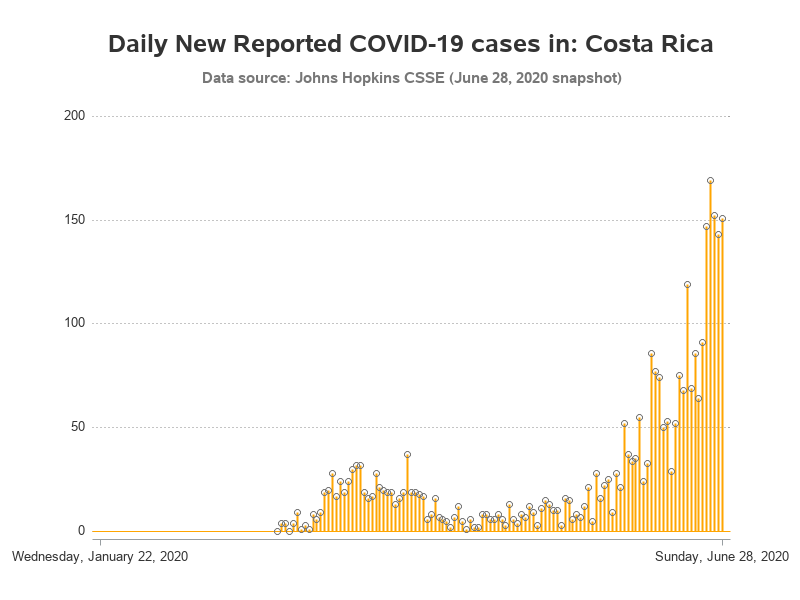 Daily New Reported COVID-19 cases in: Costa Rica
Data source: Johns Hopkins CSSE (June 28, 2020 snapshot)
200
150
100
50
0
Wednesday, January 22, 2020
Sunday, June 28, 2020